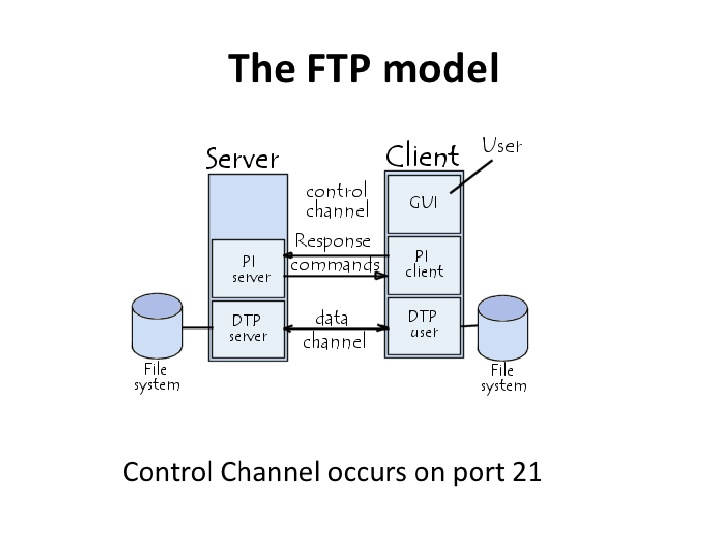 The FTP model
Server
Client
User
control
channel
GUI
Response
commands
PI
server
PI
client
DTP
server
data
channel
DTP
user
File
system
File
system
Control Channel occurs on port 21